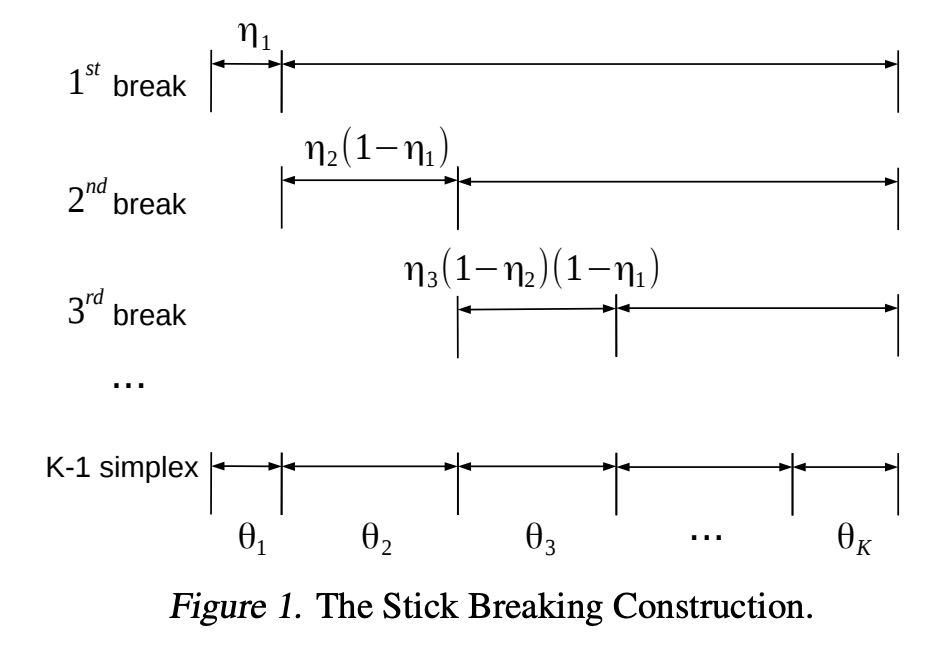 η₁
1ˢᵗ break
η₂(1−η₁)
2ⁿᵈ break
η₃(1−η₂)(1−η₁)
3ʳᵈ break
...
K-1 simplex
θ₁ θ₂ θ₃ ... θ_K
Figure 1. The Stick Breaking Construction.